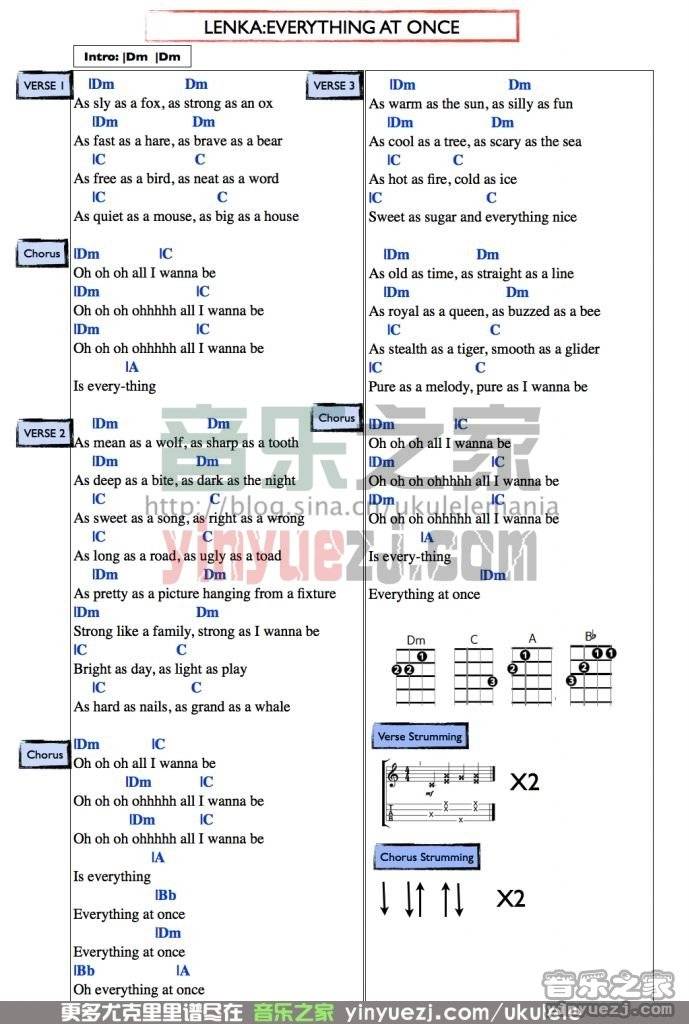 LENKA:EVERYTHING AT ONCE
Intro: |Dm |Dm
VERSE 1
|Dm Dm
As sly as a fox, as strong as an ox
|Dm Dm
As fast as a hare, as brave as a bear
|C C
As free as a bird, as neat as a word
|C C
As quiet as a mouse, as big as a house
Chorus
|Dm |C
Oh oh oh all I wanna be
|Dm |C
Oh oh oh ohhhhh all I wanna be
|Dm |C
Oh oh oh ohhhhh all I wanna be
|A
Is every-thing
VERSE 2
|Dm Dm
As mean as a wolf, as sharp as a tooth
|Dm Dm
As deep as a bite, as dark as the night
|C C
As sweet as a song, as right as a wrong
|C C
As long as a road, as ugly as a toad
|Dm Dm
As pretty as a picture hanging from a fixture
|Dm Dm
Strong like a family, strong as I wanna be
|C C
Bright as day, as light as play
|C C
As hard as nails, as grand as a whale
Chorus
|Dm |C
Oh oh oh all I wanna be
|Dm |C
Oh oh oh ohhhhh all I wanna be
|Dm |C
Oh oh oh ohhhhh all I wanna be
|A
Is everything
|Bb
Everything at once
|Dm
Everything at once
|Bb |A
Oh everything at once
VERSE 3
|Dm Dm
As warm as the sun, as silly as fun
|Dm Dm
As cool as a tree, as scary as the sea
|C C
As hot as fire, cold as ice
|C C
Sweet as sugar and everything nice
|Dm Dm
As old as time, as straight as a line
|Dm Dm
As royal as a queen, as buzzed as a bee
|C C
As stealth as a tiger, smooth as a glider
|C C
Pure as a melody, pure as I wanna be
Chorus
|Dm |C
Oh oh oh all I wanna be
|Dm |C
Oh oh oh ohhhhh all I wanna be
|Dm |C
Oh oh oh ohhhhh all I wanna be
|A
Is every-thing
|Dm
Everything at once
Dm C A B♭
1 1 1 1
2 2 3 2 2
3
Verse Strumming
4
4
mf
T
A
B
X2
Chorus Strumming
X2
音乐之家
http://blog.sina.cn/ukulelemania
yinyuezj.com
音乐之家
yinyuezj.com
更多尤克里里谱尽在 音乐之家 yinyuezj.com/ukulele